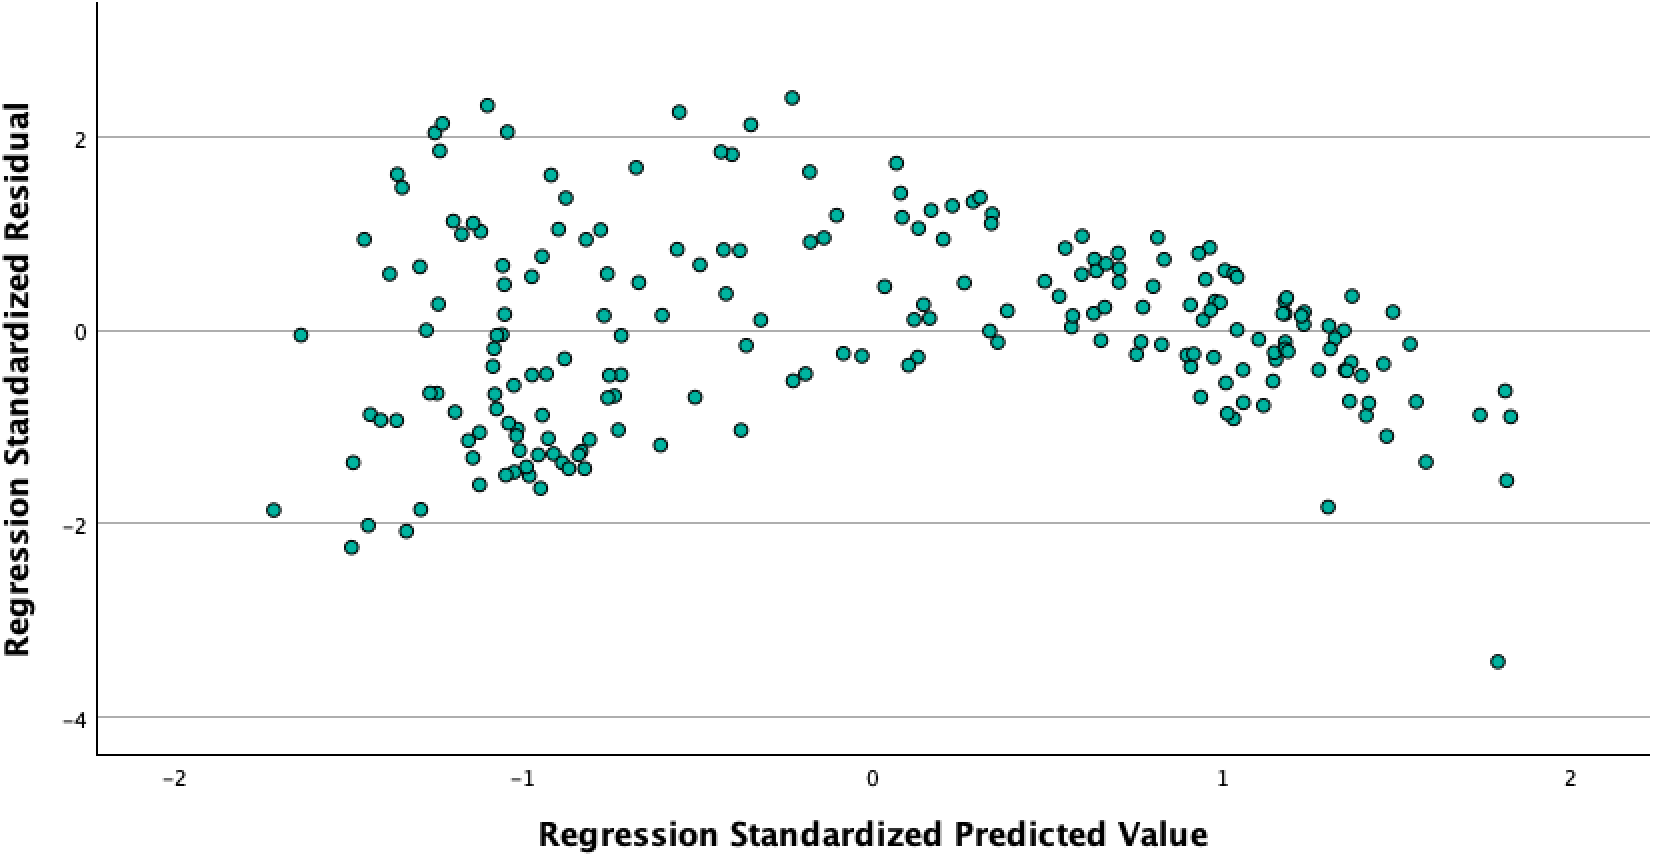 Regression Standardized Residual
2
0
–2
–4
–2 –1 0 1 2
Regression Standardized Predicted Value